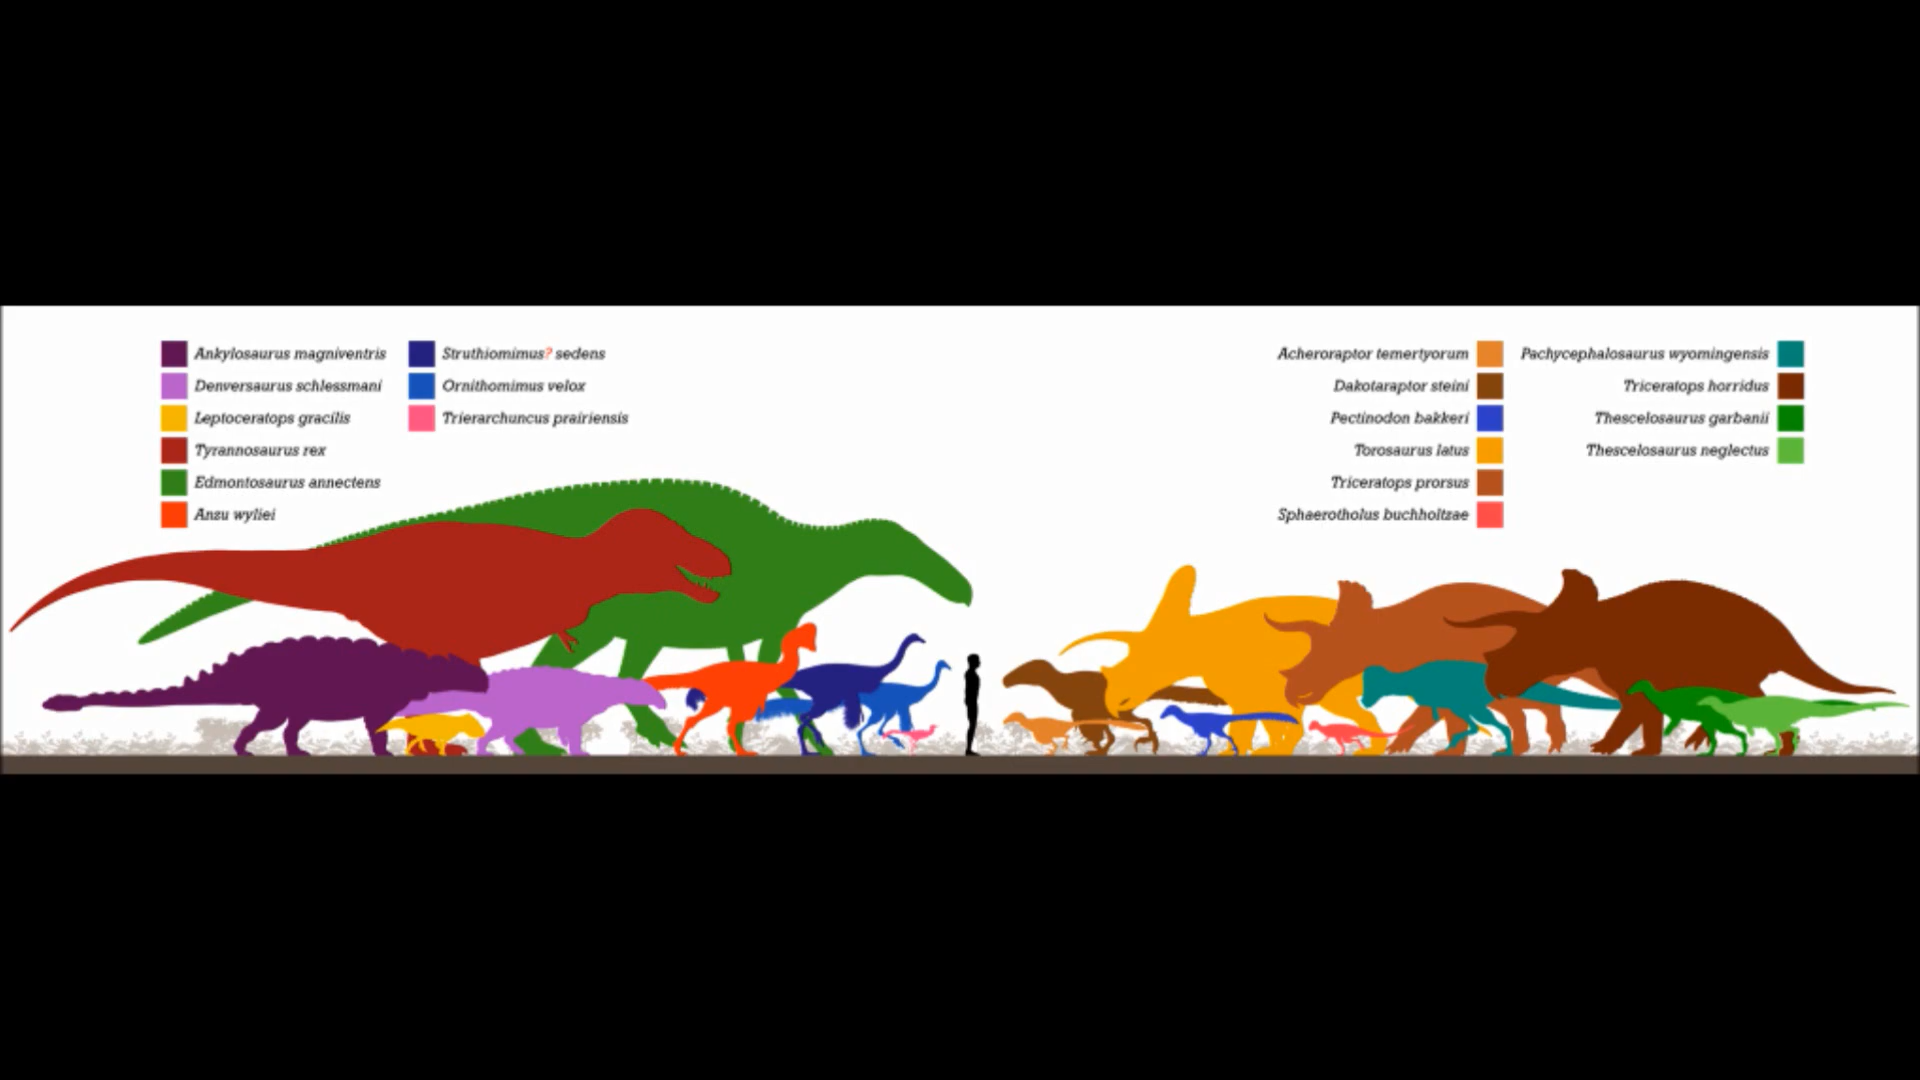 Ankylosaurus magniventris
Denversaurus schlessmani
Leptoceratops gracilis
Tyrannosaurus rex
Edmontosaurus annectens
Anzu wyliei
Struthiomimus? sedens
Ornithomimus velox
Trierarchuncus prairiensis
Acheroraptor temertyorum
Dakotaraptor steini
Pectinodon bakkeri
Torosaurus latus
Triceratops prorsus
Sphaerotholus buchholtzae
Pachycephalosaurus wyomingensis
Triceratops horridus
Thescelosaurus garbanii
Thescelosaurus neglectus